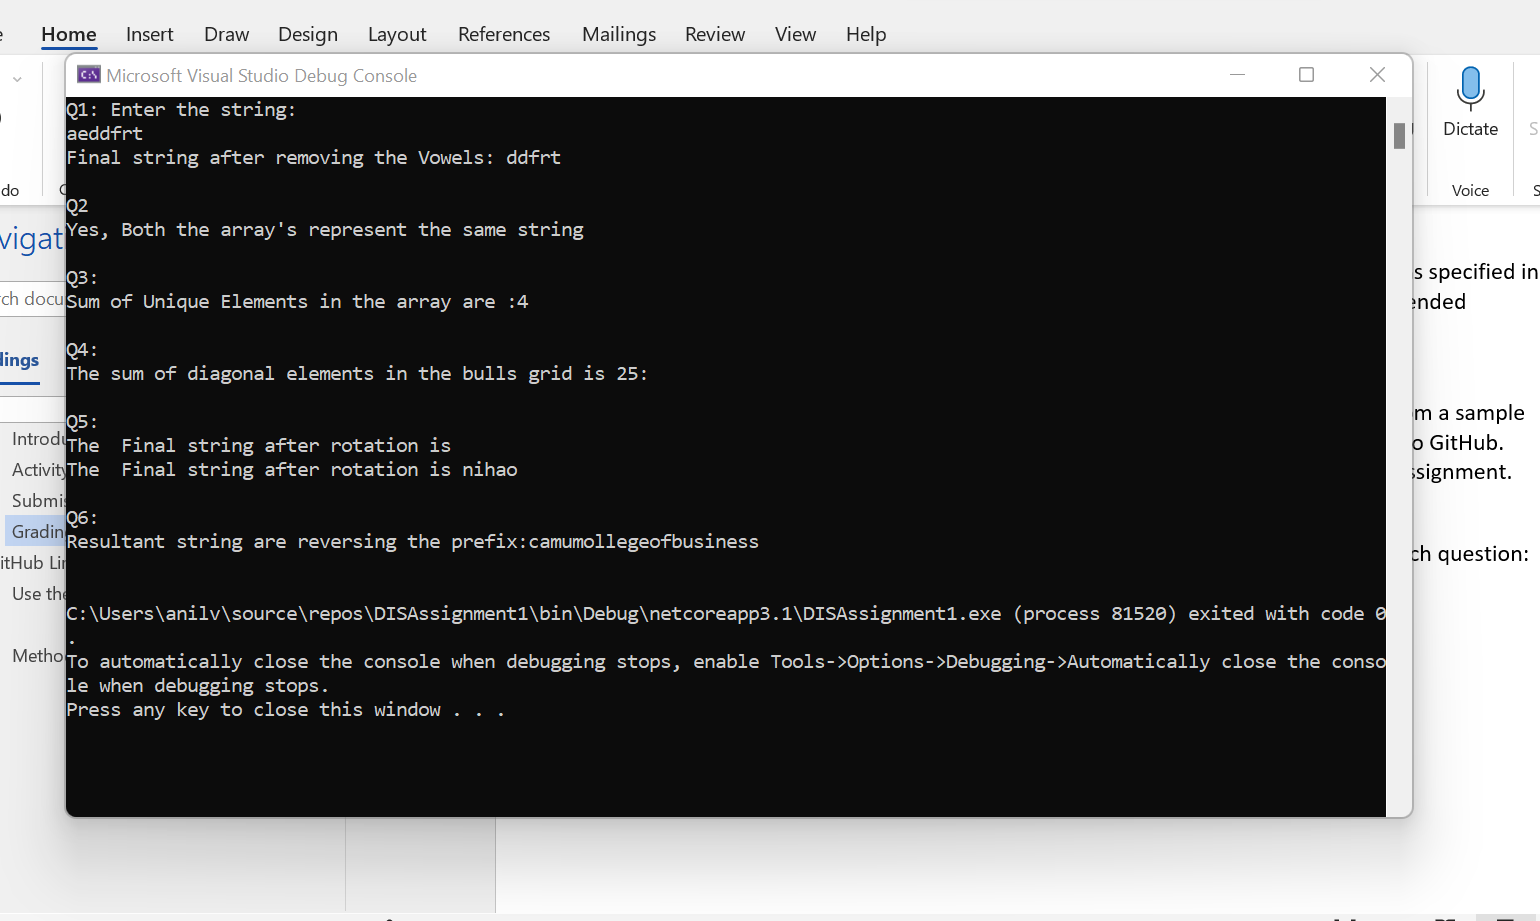 Home Insert Draw Design Layout References Mailings Review View Help
Microsoft Visual Studio Debug Console
Q1: Enter the string:
aeddfrt
Final string after removing the Vowels: ddfrt
Q2
Yes, Both the array's represent the same string
Q3:
Sum of Unique Elements in the array are :4
Q4:
The sum of diagonal elements in the bulls grid is 25:
Q5:
The  Final string after rotation is
The  Final string after rotation is nihao
Q6:
Resultant string are reversing the prefix:camumollegeofbusiness
C:\Users\anilv\source\repos\DISAssignment1\bin\Debug\netcoreapp3.1\DISAssignment1.exe (process 81520) exited with code 0
.
To automatically close the console when debugging stops, enable Tools->Options->Debugging->Automatically close the conso
le when debugging stops.
Press any key to close this window . . .
Dictate
Voice
do
vigat
rch docu
dings
Introdu
Activity
Submis
Gradin
itHub Lin
Use the
Metho
s specified in
ended
om a sample
o GitHub.
ssignment.
ch question: